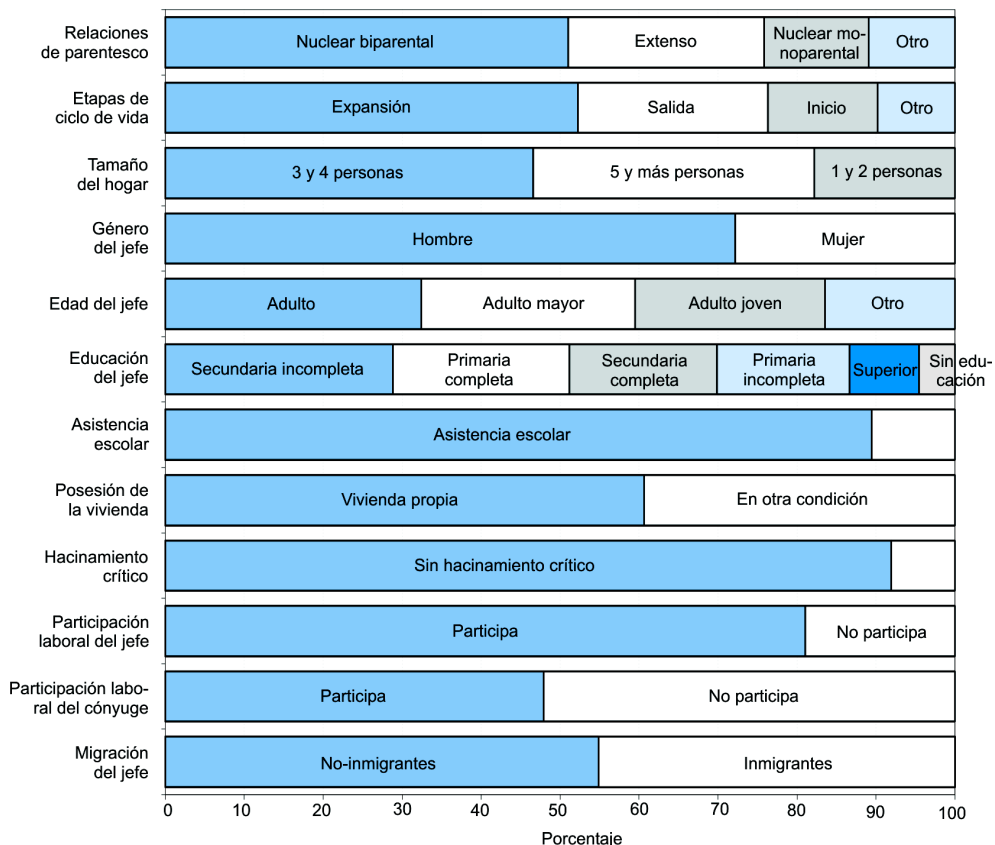 Relaciones
de parentesco
Nuclear biparental
Extenso
Nuclear mo-
noparental
Otro
Etapas de
ciclo de vida
Expansión
Salida
Inicio
Otro
Tamaño
del hogar
3 y 4 personas
5 y más personas
1 y 2 personas
Género
del jefe
Hombre
Mujer
Edad del jefe
Adulto
Adulto mayor
Adulto joven
Otro
Educación
del jefe
Secundaria incompleta
Primaria
completa
Secundaria
completa
Primaria
incompleta
Superior
Sin edu-
cación
Asistencia
escolar
Asistencia escolar
Posesión de
la vivienda
Vivienda propia
En otra condición
Hacinamiento
crítico
Sin hacinamiento crítico
Participación
laboral del jefe
Participa
No participa
Participación labo-
ral del cónyuge
Participa
No participa
Migración
del jefe
No-inmigrantes
Inmigrantes
0 10 20 30 40 50 60 70 80 90 100
Porcentaje